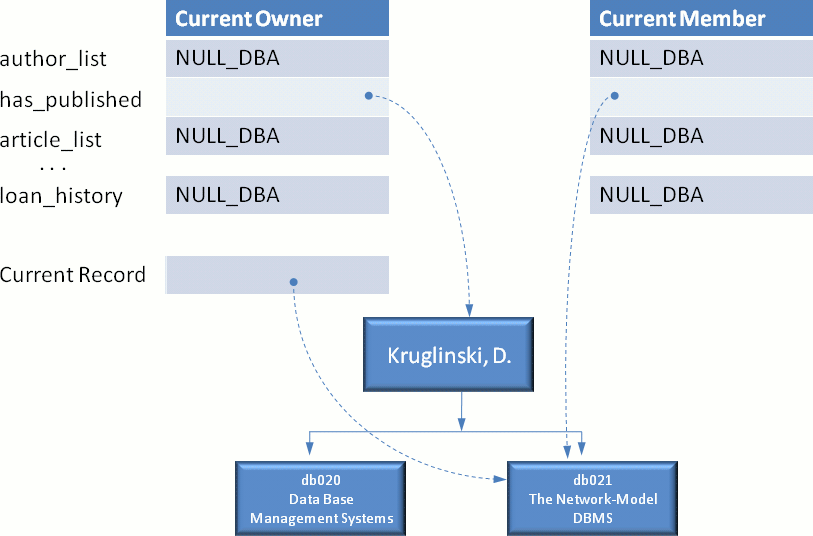 Current Owner Current Member
author_list NULL_DBA NULL_DBA
has_published
article_list NULL_DBA NULL_DBA
. . .
loan_history NULL_DBA NULL_DBA
Current Record
Kruglinski, D.
db020
Data Base
Management Systems
db021
The Network-Model
DBMS